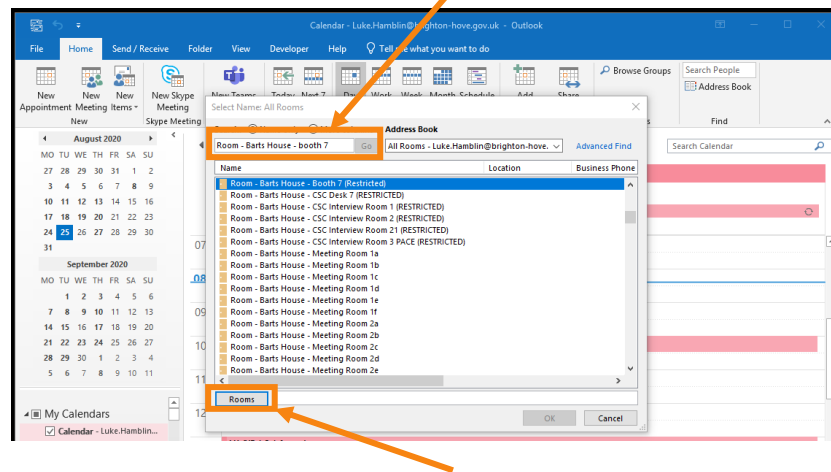 Calendar - Luke.Hamblin@brighton-hove.gov.uk - Outlook
File Home Send / Receive Folder View Developer Help Tell me what you want to do
New Appointment
New Meeting
New Items
New
New Skype Meeting
Skype Meeting
New Teams
Today
Next 7
Day
Work
Week
Month
Schedule
Add
Share
Browse Groups
Search People
Address Book
Find
Select Name: All Rooms
Address Book
Room - Barts House - booth 7 Go All Rooms - Luke.Hamblin@brighton-hove. Advanced Find
Name Location Business Phone
Room - Barts House - Booth 7 (Restricted)
Room - Barts House - CSC Desk 7 (RESTRICTED)
Room - Barts House - CSC Interview Room 1 (RESTRICTED)
Room - Barts House - CSC Interview Room 2 (RESTRICTED)
Room - Barts House - CSC Interview Room 21 (RESTRICTED)
Room - Barts House - CSC Interview Room 3 PACE (RESTRICTED)
Room - Barts House - Meeting Room 1a
Room - Barts House - Meeting Room 1b
Room - Barts House - Meeting Room 1c
Room - Barts House - Meeting Room 1d
Room - Barts House - Meeting Room 1e
Room - Barts House - Meeting Room 1f
Room - Barts House - Meeting Room 2a
Room - Barts House - Meeting Room 2b
Room - Barts House - Meeting Room 2c
Room - Barts House - Meeting Room 2d
Room - Barts House - Meeting Room 2e
Rooms
OK Cancel
Search Calendar
August 2020
MO TU WE TH FR SA SU
27 28 29 30 31 1 2
3 4 5 6 7 8 9
10 11 12 13 14 15 16
17 18 19 20 21 22 23
24 25 26 27 28 29 30
31
September 2020
MO TU WE TH FR SA SU
1 2 3 4 5 6
7 8 9 10 11 12 13
14 15 16 17 18 19 20
21 22 23 24 25 26 27
28 29 30 1 2 3 4
5 6 7 8 9 10 11
My Calendars
Calendar - Luke.Hamblin...
07
08
09
10
11
12